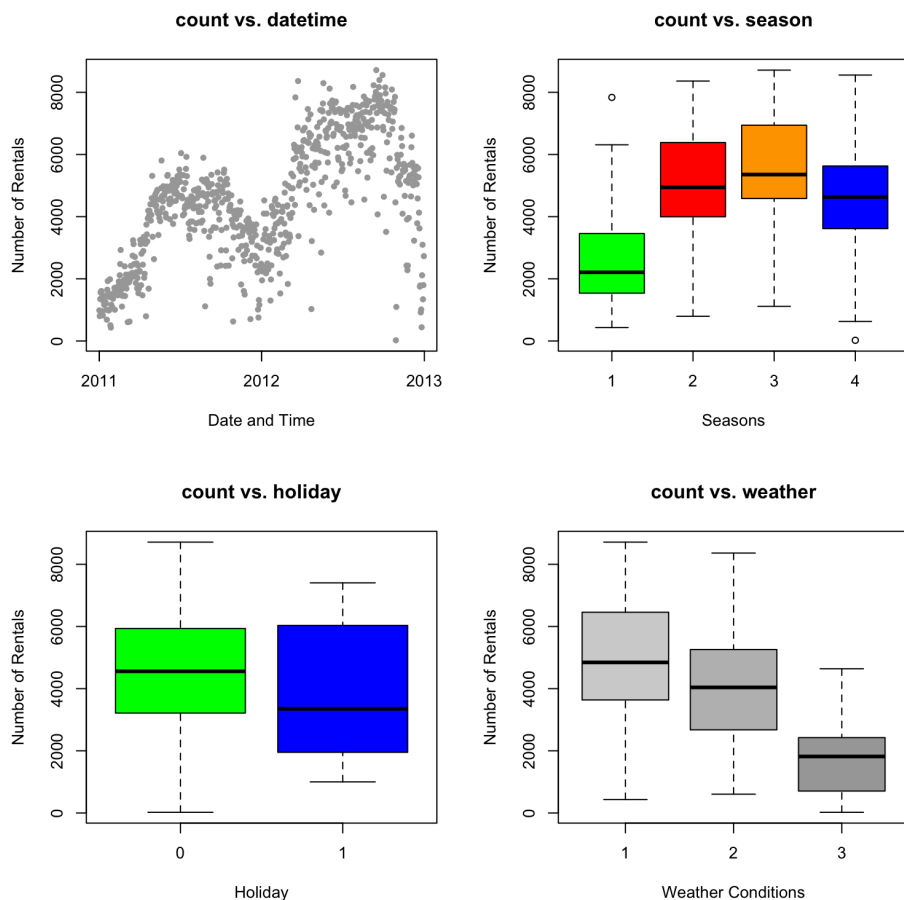 count vs. datetime
Number of Rentals
8000
6000
4000
2000
0
2011 2012 2013
Date and Time
count vs. season
Number of Rentals
8000
6000
4000
2000
0
1 2 3 4
Seasons
count vs. holiday
Number of Rentals
8000
6000
4000
2000
0
0 1
Holiday
count vs. weather
Number of Rentals
8000
6000
4000
2000
0
1 2 3
Weather Conditions